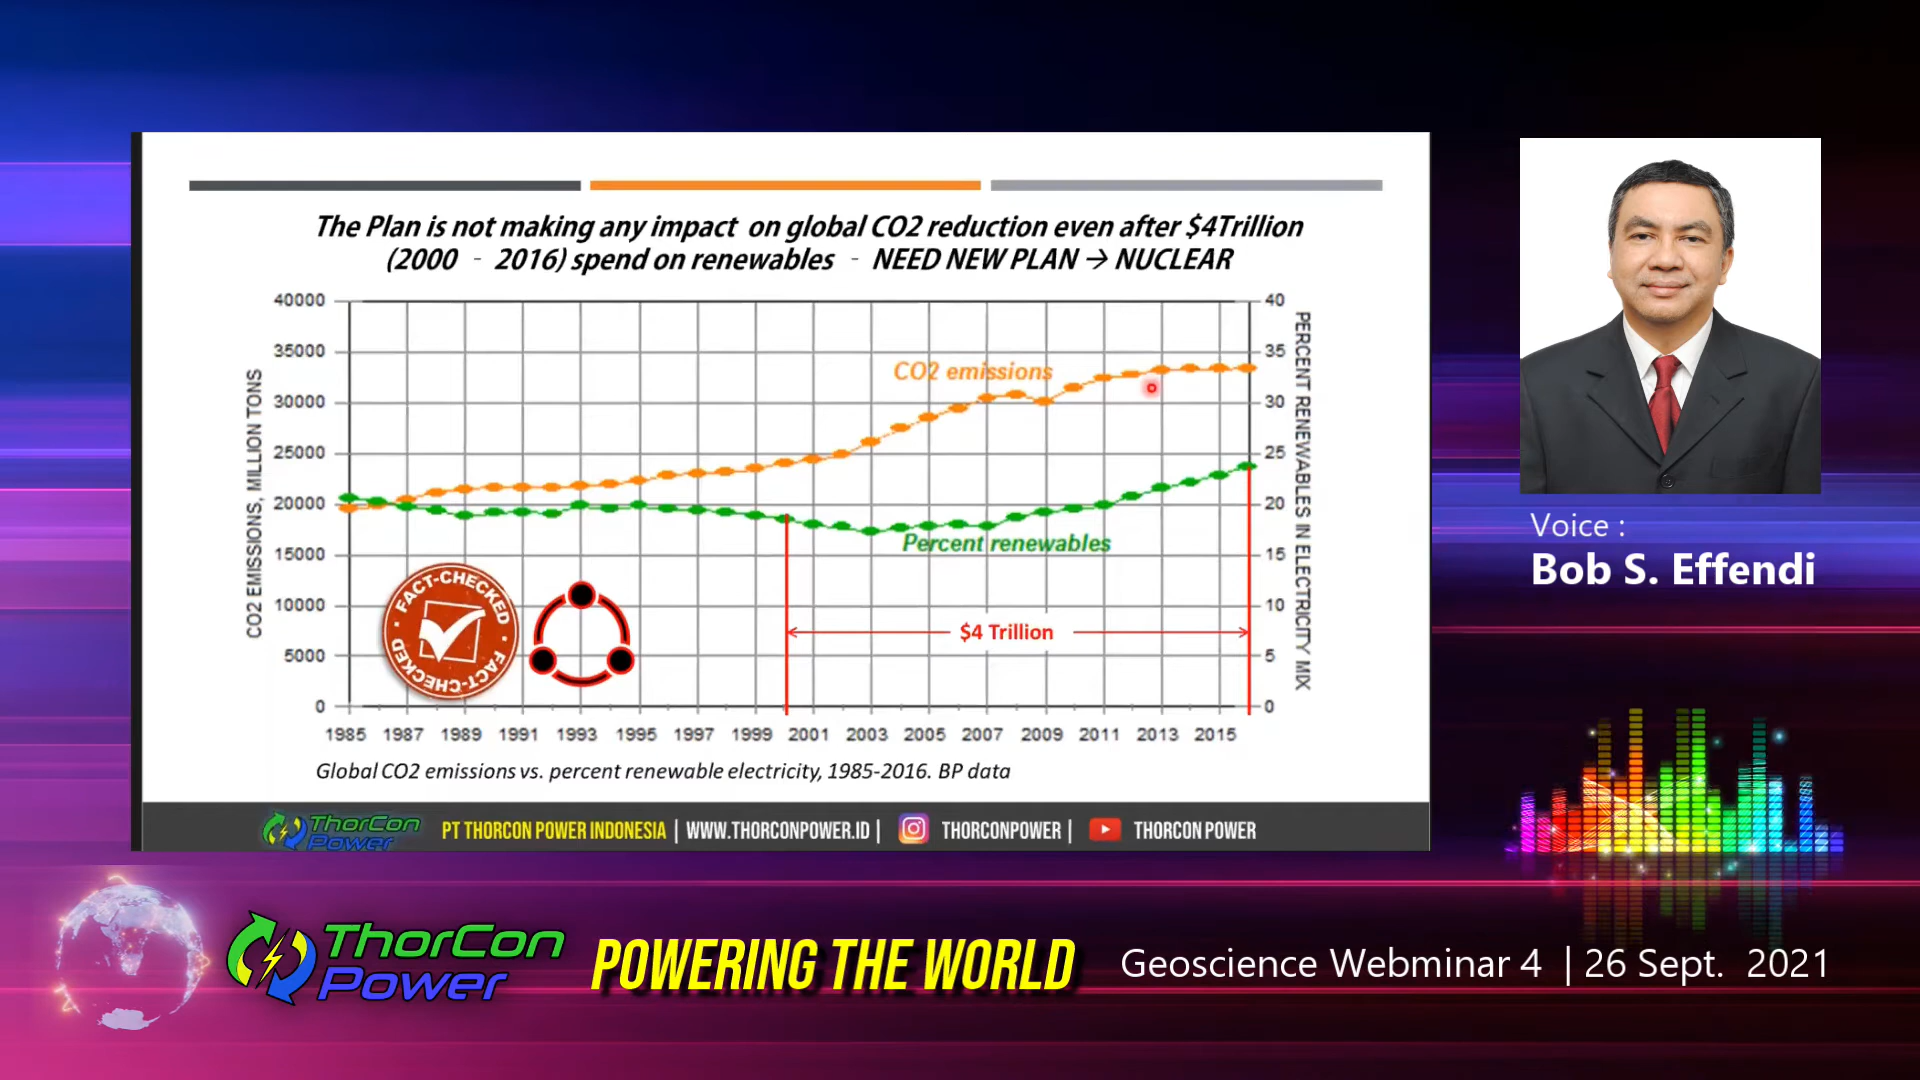 The Plan is not making any impact on global CO2 reduction even after $4Trillion
(2000 - 2016) spend on renewables - NEED NEW PLAN → NUCLEAR
40000
35000
30000
25000
20000
15000
10000
5000
0
CO2 EMISSIONS, MILLION TONS
40
35
30
25
20
15
10
5
0
PERCENT RENEWABLES IN ELECTRICITY MIX
CO2 emissions
Percent renewables
$4 Trillion
FACT-CHECKED
FACT-CHECKED
1985 1987 1989 1991 1993 1995 1997 1999 2001 2003 2005 2007 2009 2011 2013 2015
Global CO2 emissions vs. percent renewable electricity, 1985-2016. BP data
ThorCon
Power
PT THORCON POWER INDONESIA | WWW.THORCONPOWER.ID | THORCONPOWER | THORCON POWER
Voice :
Bob S. Effendi
ThorCon
Power
POWERING THE WORLD
Geoscience Webminar 4 | 26 Sept. 2021